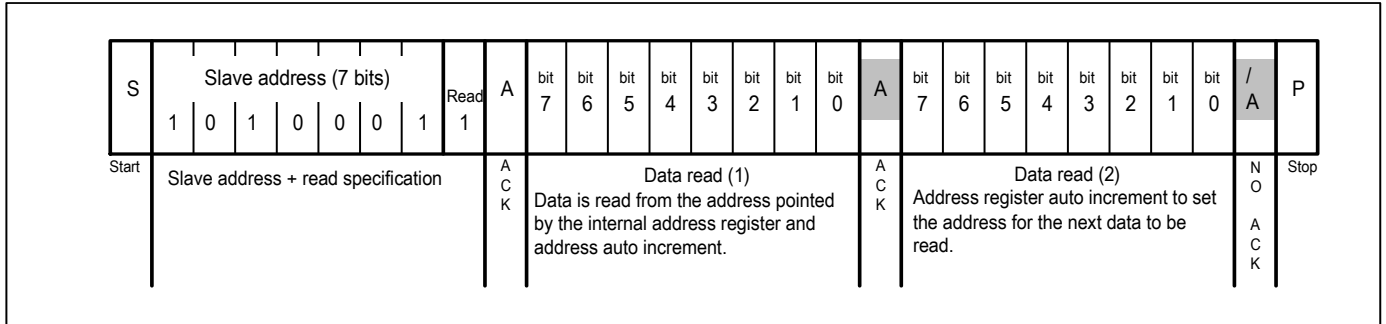 S
Slave address (7 bits)
1 0 1 0 0 0 1
Read
1
A
bit 7
bit 6
bit 5
bit 4
bit 3
bit 2
bit 1
bit 0
A
bit 7
bit 6
bit 5
bit 4
bit 3
bit 2
bit 1
bit 0
/
A
P
Start
Slave address + read specification
A
C
K
Data read (1)
Data is read from the address pointed
by the internal address register and
address auto increment.
A
C
K
Data read (2)
Address register auto increment to set
the address for the next data to be
read.
N
O
A
C
K
Stop